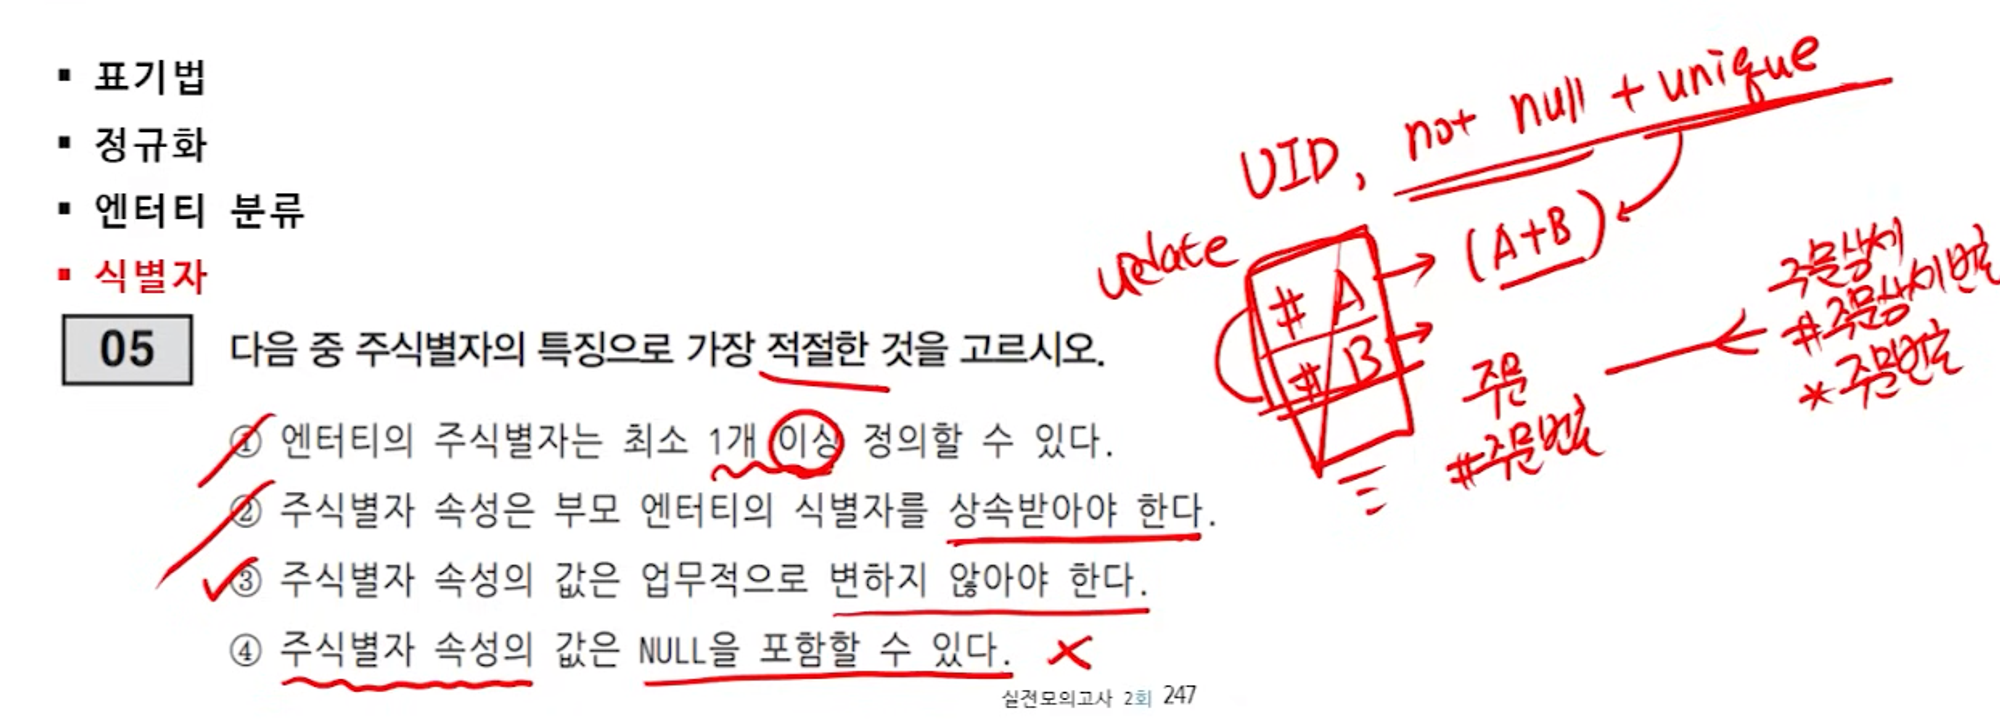 ▪ 표기법
▪ 정규화
▪ 엔터티 분류
▪ 식별자
05 다음 중 주식별자의 특징으로 가장 적절한 것을 고르시오.
① 엔터티의 주식별자는 최소 1개 이상 정의할 수 있다.
② 주식별자 속성은 부모 엔터티의 식별자를 상속받아야 한다.
③ 주식별자 속성의 값은 업무적으로 변하지 않아야 한다.
④ 주식별자 속성의 값은 NULL을 포함할 수 있다.
UID, not null + unique
update
# A
# B
(A+B)
주문
#주문번호
주문상세
#주문상세번호
*주문번호
실전모의고사 2회 247